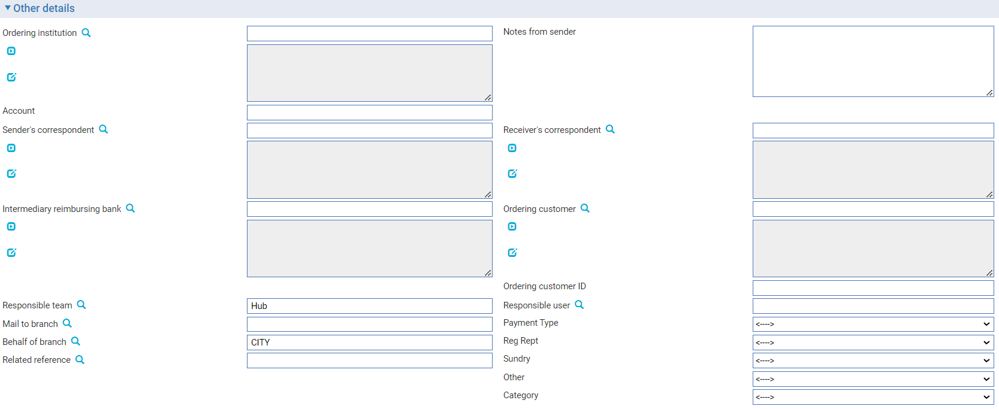 Other details
Ordering institution
Notes from sender
Account
Sender's correspondent
Receiver's correspondent
Intermediary reimbursing bank
Ordering customer
Ordering customer ID
Responsible team
Hub
Responsible user
Mail to branch
Payment Type
<---->
Behalf of branch
CITY
Reg Rept
<---->
Related reference
Sundry
<---->
Other
<---->
Category
<---->